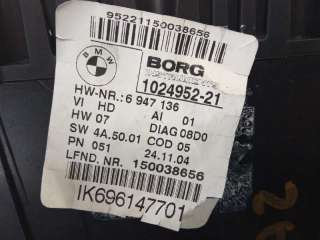 95221150038656
BMW
BORG
INSTRUMENTS
1024952-21
HW-NR.: 6 947 136
VI HD AI 01
HW 07 DIAG 08D0
SW 4A.50.01 COD 05
PN 051 24.11.04
LFND. NR. 150038656
IK696147701